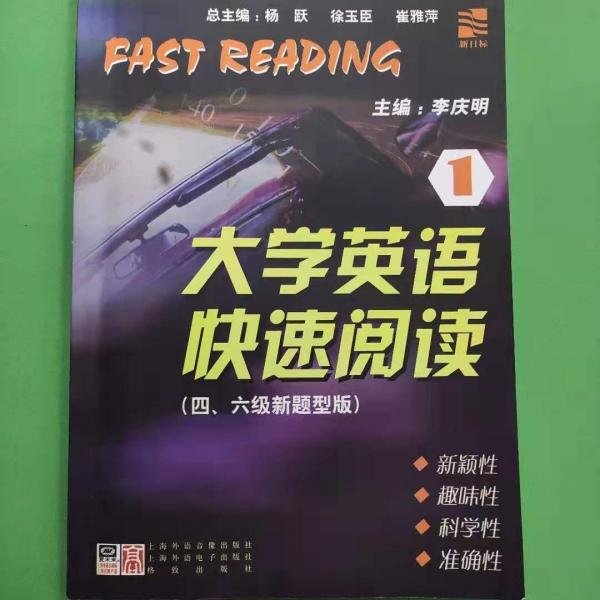 总主编：杨 跃 徐玉臣 崔雅萍
新目标
FAST READING
主编：李庆明
140
0
15
1
大学英语
快速阅读
(四、六级新题型版)
新颖性
趣味性
科学性
准确性
上海外语音像出版社
上海外语电子出版社
格致出版社